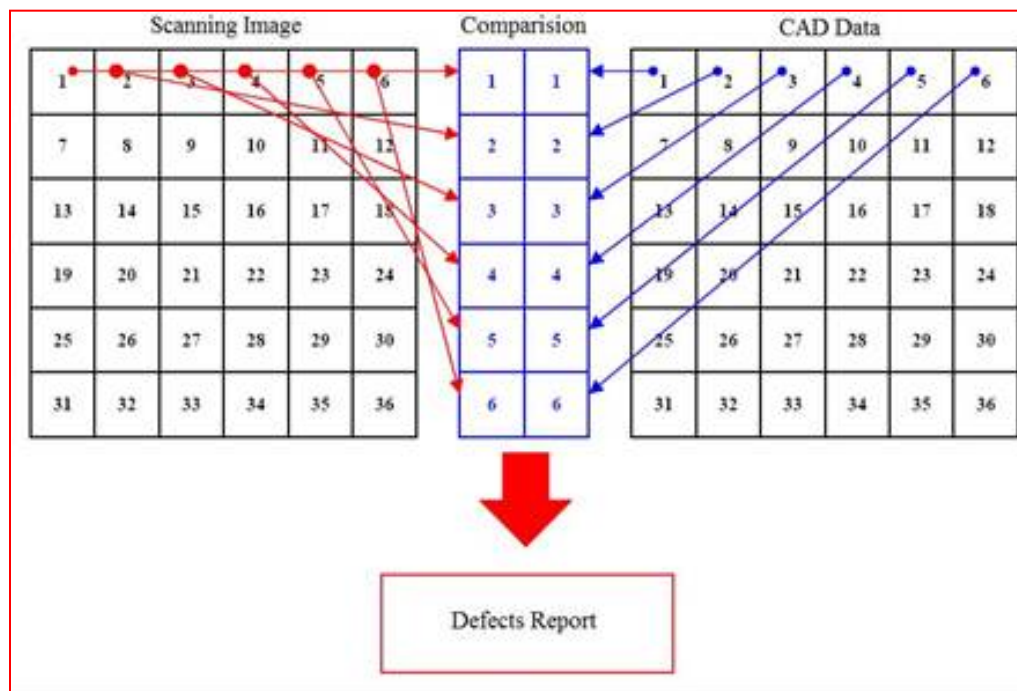 Scanning Image Comparision CAD Data
1 2 3 4 5 6 1 1 1 2 3 4 5 6
7 8 9 10 11 12 2 2 7 8 9 10 11 12
13 14 15 16 17 18 3 3 13 14 15 16 17 18
19 20 21 22 23 24 4 4 19 20 21 22 23 24
25 26 27 28 29 30 5 5 25 26 27 28 29 30
31 32 33 34 35 36 6 6 31 32 33 34 35 36
Defects Report